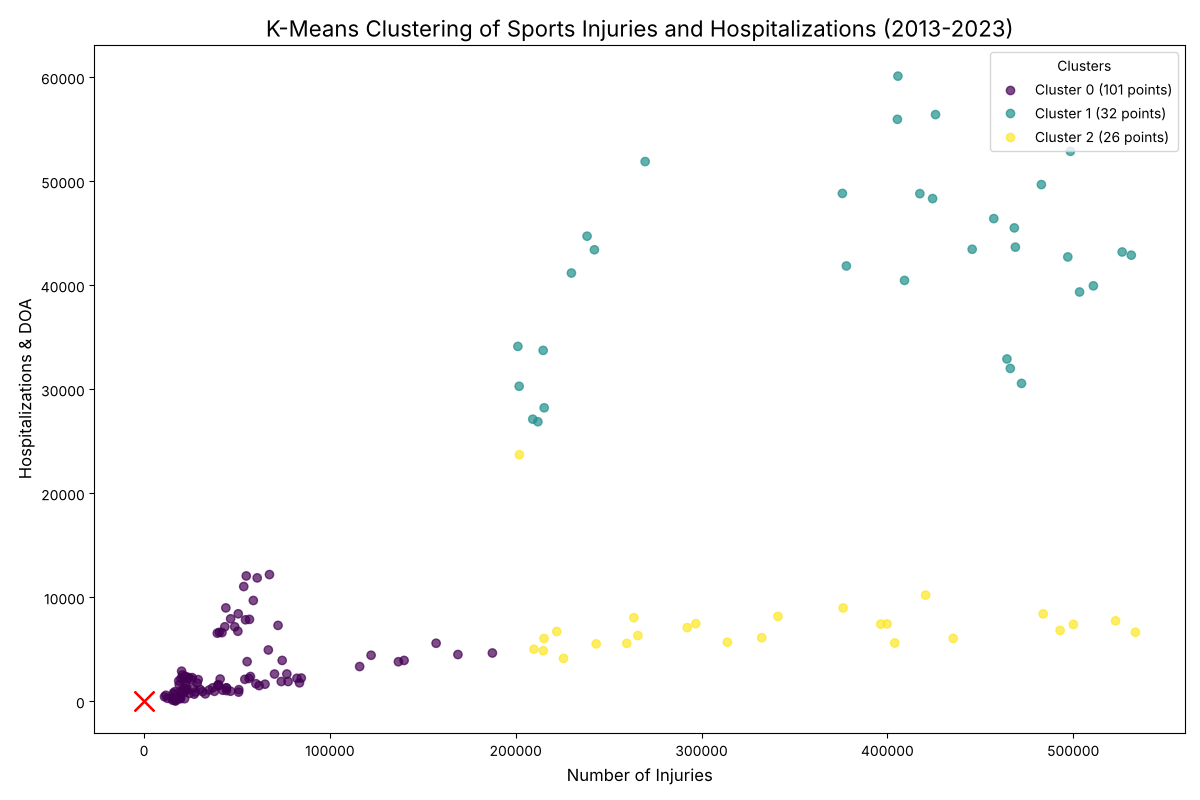 K-Means Clustering of Sports Injuries and Hospitalizations (2013-2023)
Clusters
Cluster 0 (101 points)
Cluster 1 (32 points)
Cluster 2 (26 points)
60000
50000
40000
30000
20000
10000
0
Hospitalizations & DOA
0 100000 200000 300000 400000 500000
Number of Injuries